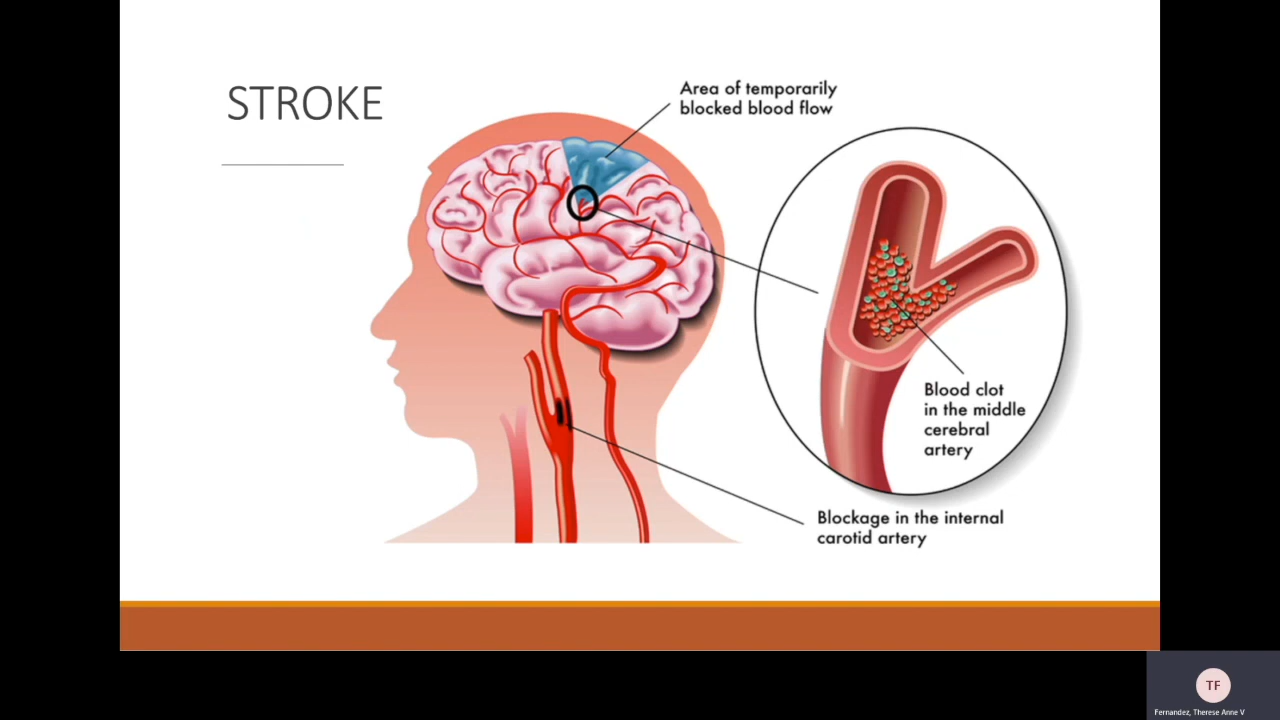 STROKE
Area of temporarily
blocked blood flow
Blood clot
in the middle
cerebral
artery
Blockage in the internal
carotid artery
TF
Fernandez, Therese Anne V